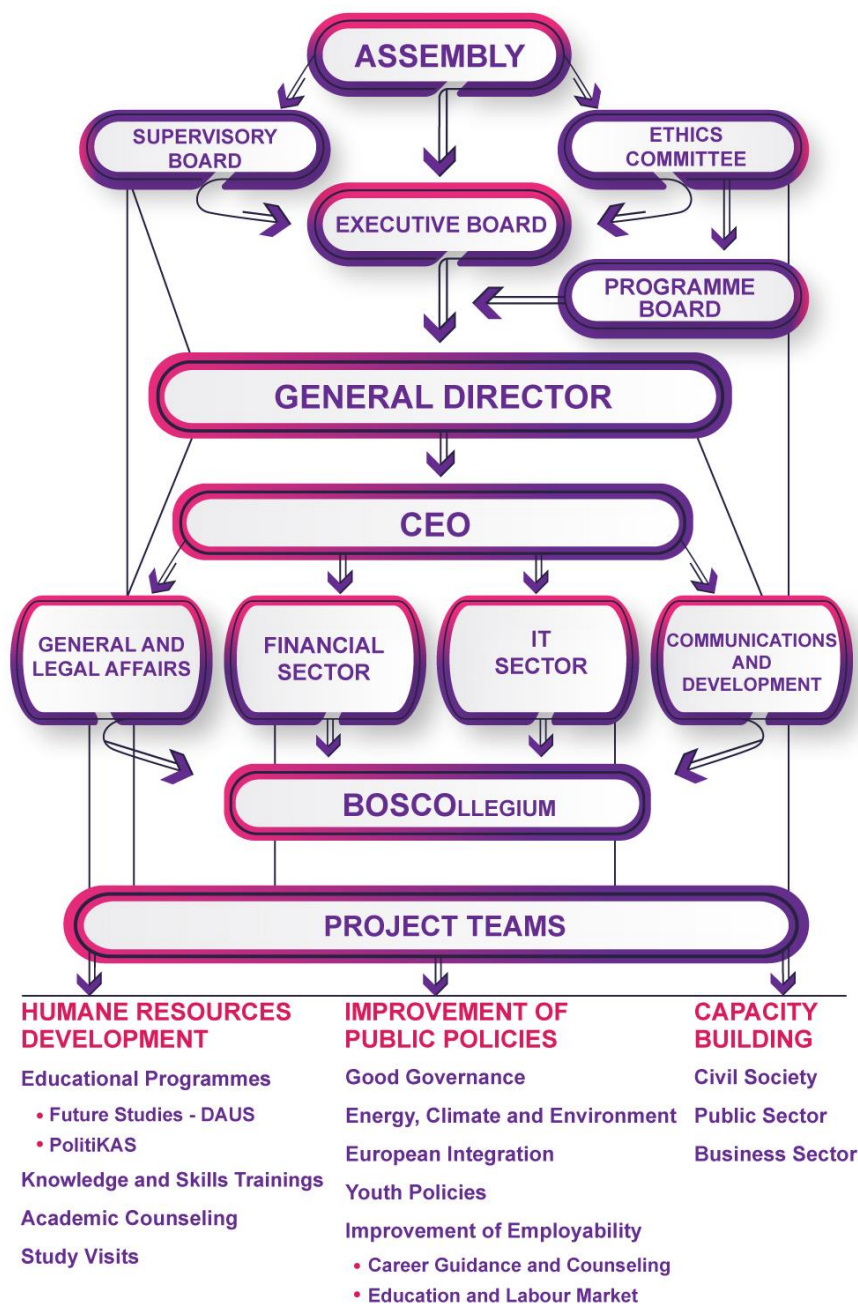 ASSEMBLY
SUPERVISORY
BOARD
ETHICS
COMMITTEE
EXECUTIVE BOARD
PROGRAMME
BOARD
GENERAL DIRECTOR
CEO
GENERAL AND
LEGAL AFFAIRS
FINANCIAL
SECTOR
IT
SECTOR
COMMUNICATIONS
AND
DEVELOPMENT
BOSCOLLEGIUM
PROJECT TEAMS
HUMANE RESOURCES
DEVELOPMENT
Educational Programmes
• Future Studies - DAUS
• PolitiKAS
Knowledge and Skills Trainings
Academic Counseling
Study Visits
IMPROVEMENT OF
PUBLIC POLICIES
Good Governance
Energy, Climate and Environment
European Integration
Youth Policies
Improvement of Employability
• Career Guidance and Counseling
• Education and Labour Market
CAPACITY
BUILDING
Civil Society
Public Sector
Business Sector